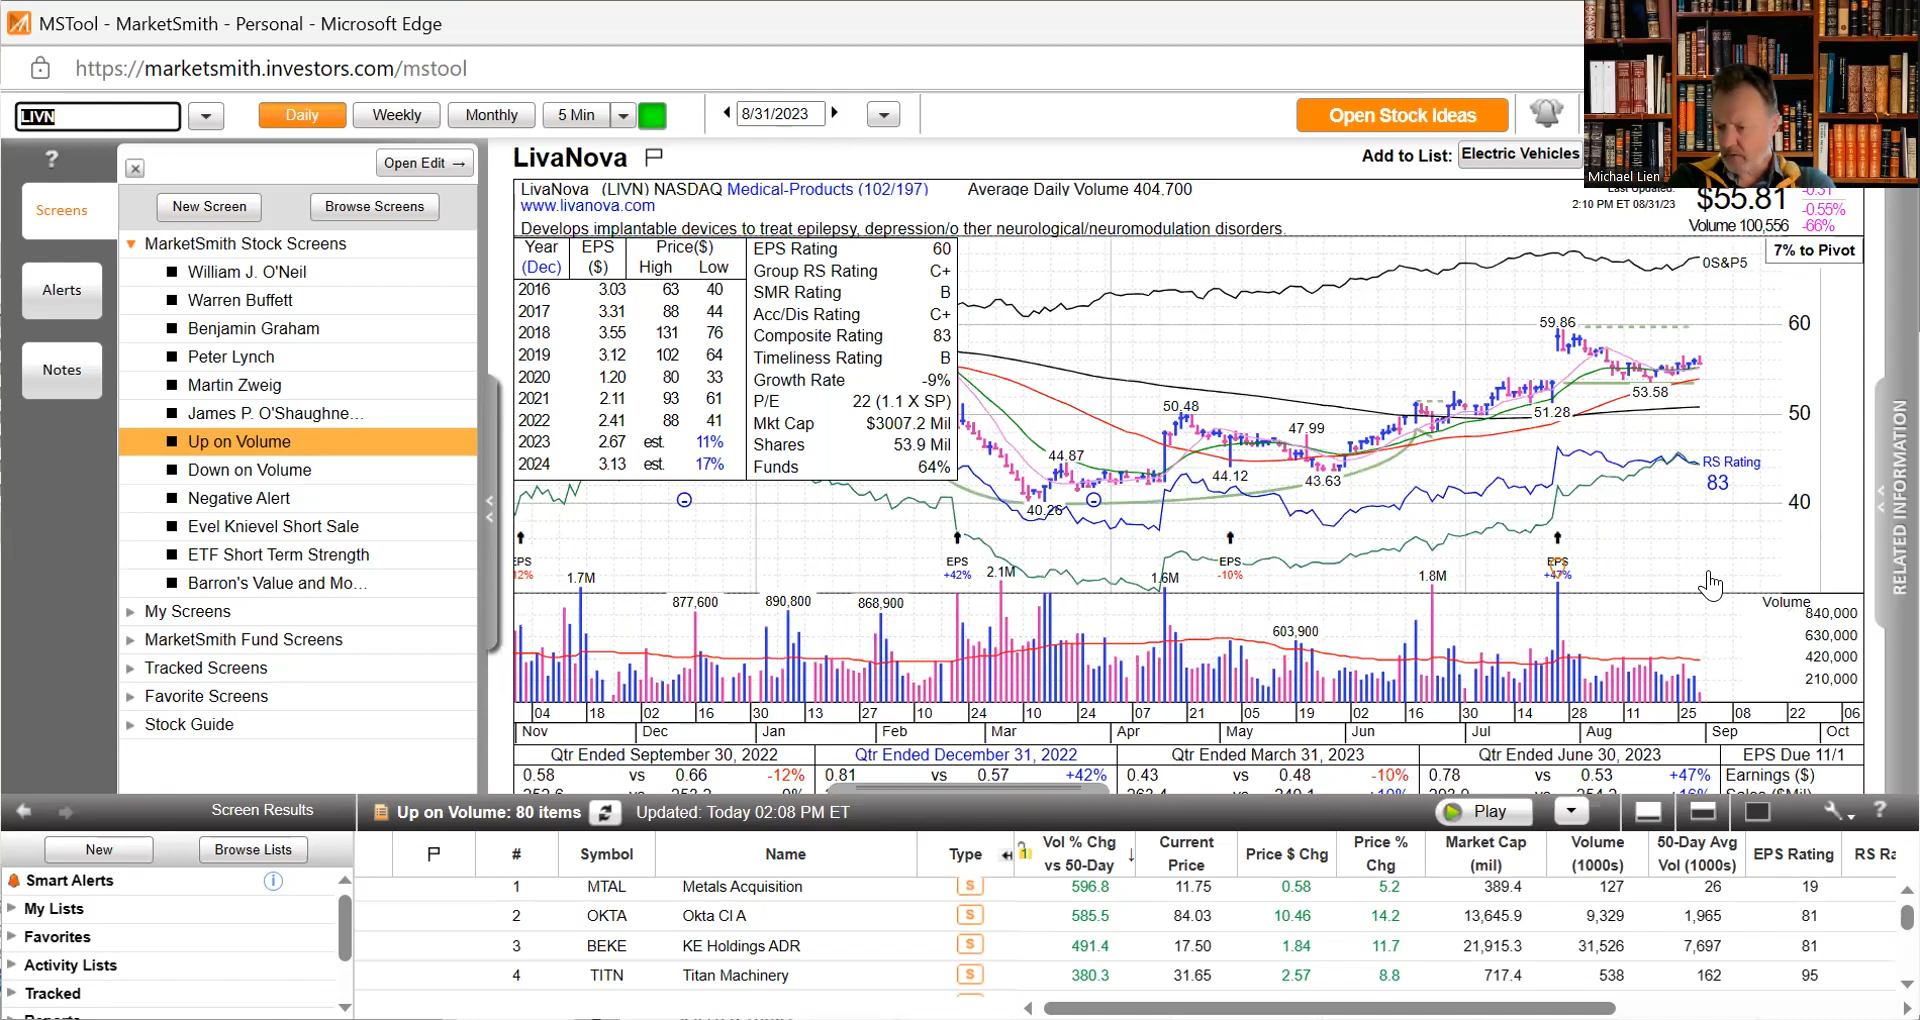 MSTool - MarketSmith - Personal - Microsoft Edge
https://marketsmith.investors.com/mstool
LIVN
Daily
Weekly
Monthly
5 Min
8/31/2023
Open Stock Ideas
Michael Lien
?
Screens
Alerts
Notes
Open Edit →
New Screen
Browse Screens
MarketSmith Stock Screens
William J. O'Neil
Warren Buffett
Benjamin Graham
Peter Lynch
Martin Zweig
James P. O'Shaughne...
Up on Volume
Down on Volume
Negative Alert
Evel Knievel Short Sale
ETF Short Term Strength
Barron's Value and Mo...
My Screens
MarketSmith Fund Screens
Tracked Screens
Favorite Screens
Stock Guide
LivaNova
Add to List:
Electric Vehicles
LivaNova (LIVN) NASDAQ Medical-Products (102/197) Average Daily Volume 404,700
www.livanova.com
Develops implantable devices to treat epilepsy, depression/o ther neurological/neuromodulation disorders.
Last Updated:
2:10 PM ET 08/31/23
$55.81
-0.31
-0.55%
Volume 100,556
-66%
7% to Pivot
Year EPS Price($)
(Dec) ($) High Low
2016 3.03 63 40
2017 3.31 88 44
2018 3.55 131 76
2019 3.12 102 64
2020 1.20 80 33
2021 2.11 93 61
2022 2.41 88 41
2023 2.67 est. 11%
2024 3.13 est. 17%
EPS Rating 60
Group RS Rating C+
SMR Rating B
Acc/Dis Rating C+
Composite Rating 83
Timeliness Rating B
Growth Rate -9%
P/E 22 (1.1 X SP)
Mkt Cap $3007.2 Mil
Shares 53.9 Mil
Funds 64%
0S&P5
59.86
60
53.58
51.28
50.48
50
47.99
44.87
44.12
43.63
40.26
40
RS Rating
83
EPS
+42%
EPS
-10%
EPS
+47%
1.7M
877,600
890,800
868,900
2.1M
1.6M
603,900
1.8M
Volume
840,000
630,000
420,000
210,000
04 18 02 16 30 13 27 10 24 10 24 07 21 05 19 02 16 30 14 28 11 25 08 22 06
Nov Dec Jan Feb Mar Apr May Jun Jul Aug Sep Oct
Qtr Ended September 30, 2022 Qtr Ended December 31, 2022 Qtr Ended March 31, 2023 Qtr Ended June 30, 2023 EPS Due 11/1
0.58 vs 0.66 -12% 0.81 vs 0.57 +42% 0.43 vs 0.48 -10% 0.78 vs 0.53 +47% Earnings ($)
RELATED INFORMATION
Screen Results
Up on Volume: 80 items
Updated: Today 02:08 PM ET
Play
?
New
Browse Lists
Smart Alerts
My Lists
Favorites
Activity Lists
Tracked
# Symbol Name Type Vol % Chg vs 50-Day Current Price Price $ Chg Price % Chg Market Cap (mil) Volume (1000s) 50-Day Avg Vol (1000s) EPS Rating RS Ra
1 MTAL Metals Acquisition S 596.8 11.75 0.58 5.2 389.4 127 26 19
2 OKTA Okta Cl A S 585.5 84.03 10.46 14.2 13,645.9 9,329 1,965 81
3 BEKE KE Holdings ADR S 491.4 17.50 1.84 11.7 21,915.3 31,526 7,697 81
4 TITN Titan Machinery S 380.3 31.65 2.57 8.8 717.4 538 162 95